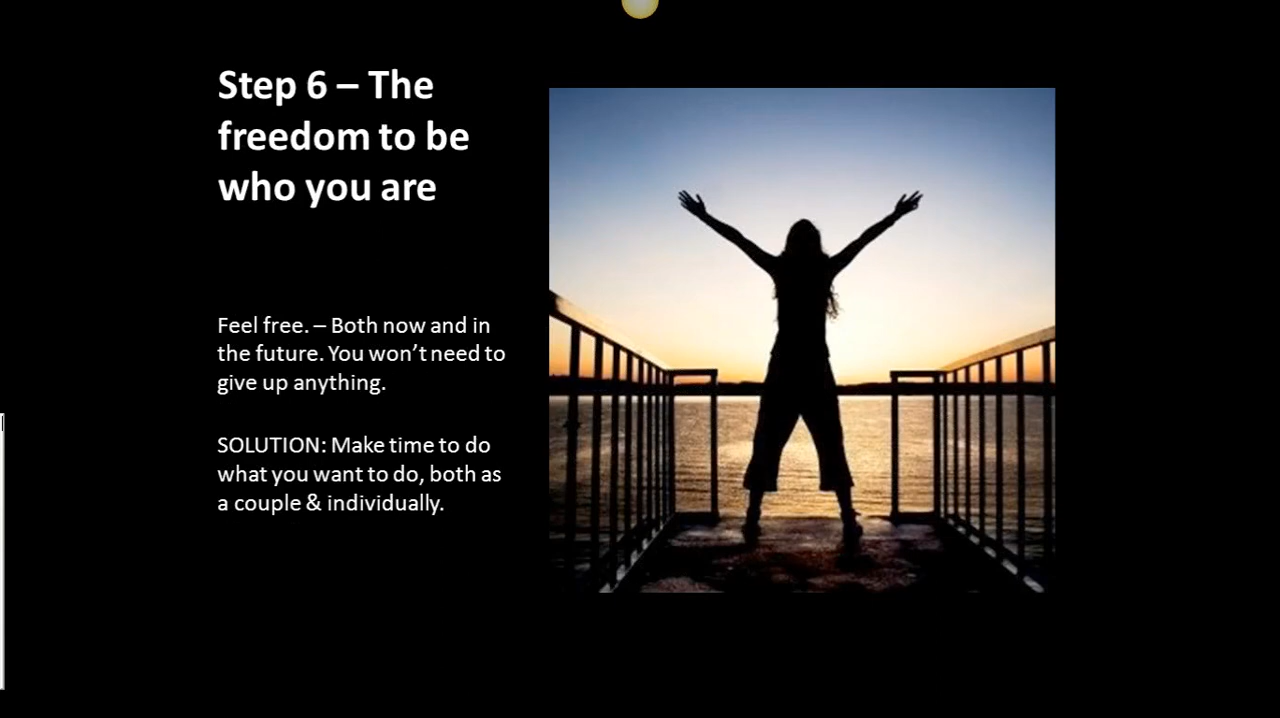 Step 6 – The
freedom to be
who you are
Feel free. – Both now and in
the future. You won’t need to
give up anything.
SOLUTION: Make time to do
what you want to do, both as
a couple & individually.